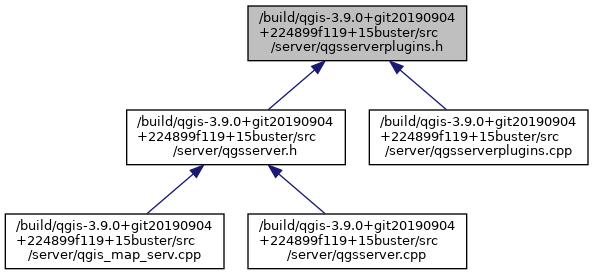 /build/qgis-3.9.0+git20190904
+224899f119+15buster/src
/server/qgsserverplugins.h
/build/qgis-3.9.0+git20190904
+224899f119+15buster/src
/server/qgsserver.h
/build/qgis-3.9.0+git20190904
+224899f119+15buster/src
/server/qgsserverplugins.cpp
/build/qgis-3.9.0+git20190904
+224899f119+15buster/src
/server/qgis_map_serv.cpp
/build/qgis-3.9.0+git20190904
+224899f119+15buster/src
/server/qgsserver.cpp